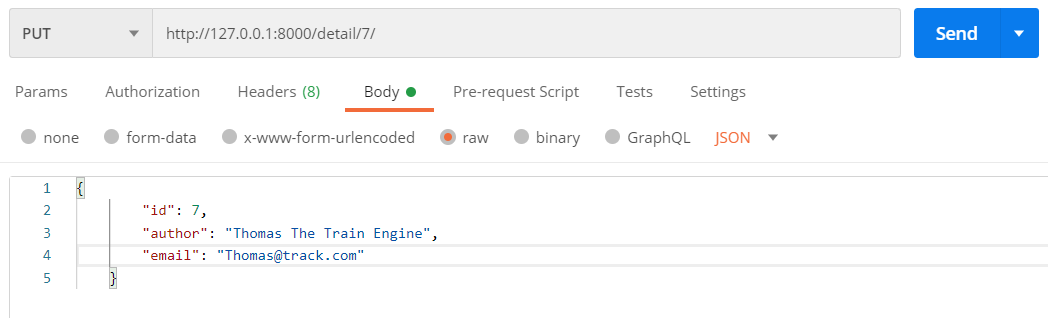 PUT http://127.0.0.1:8000/detail/7/ Send
Params Authorization Headers (8) Body Pre-request Script Tests Settings
none form-data x-www-form-urlencoded raw binary GraphQL JSON
1 {
2 "id": 7,
3 "author": "Thomas The Train Engine",
4 "email": "Thomas@track.com"
5 }